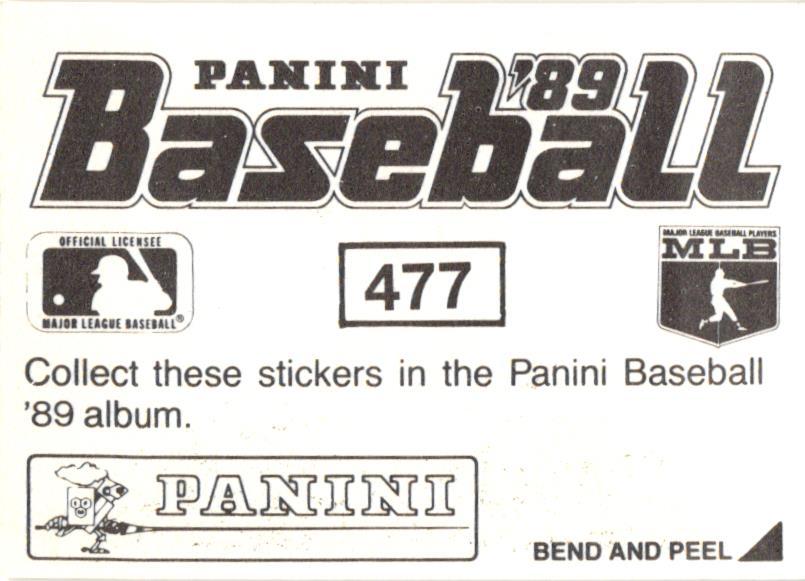 PANINI '89
Baseball
OFFICIAL LICENSEE
MAJOR LEAGUE BASEBALL®
477
MAJOR LEAGUE BASEBALL PLAYERS
MLB
Collect these stickers in the Panini Baseball
'89 album.
PANINI
BEND AND PEEL